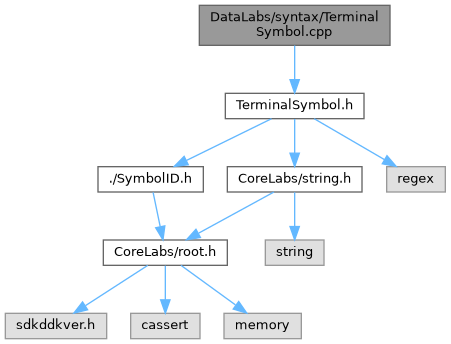 DataLabs/syntax/Terminal
Symbol.cpp
TerminalSymbol.h
./SymbolID.h
CoreLabs/string.h
regex
CoreLabs/root.h
string
sdkddkver.h
cassert
memory